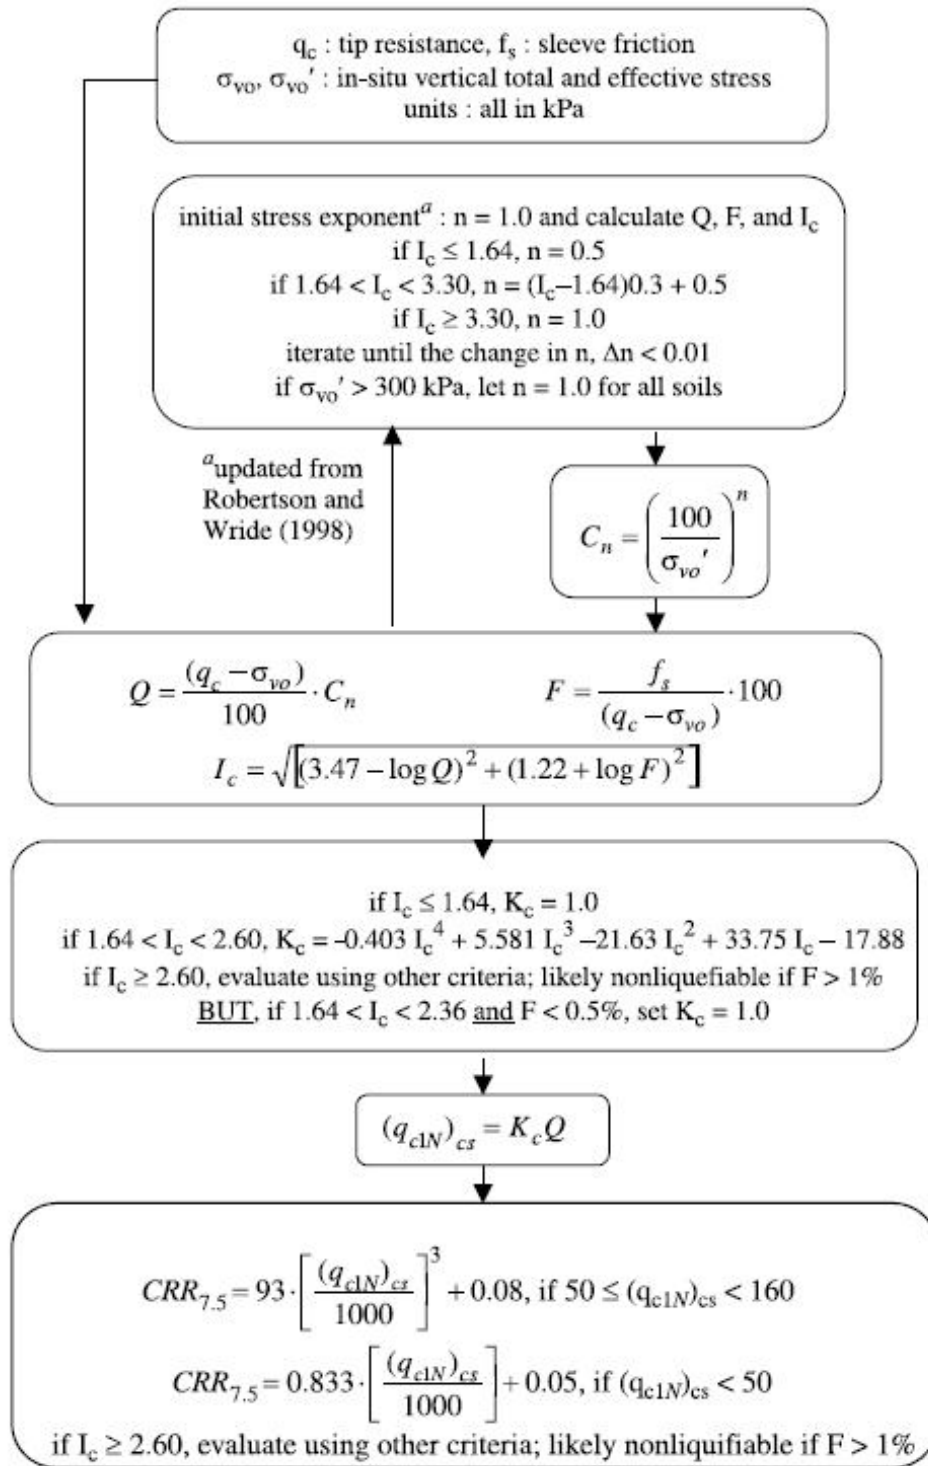 q_c : tip resistance, f_s : sleeve friction
σ_vo, σ_vo′ : in-situ vertical total and effective stress
units : all in kPa
initial stress exponent^a : n = 1.0 and calculate Q, F, and I_c
if I_c ≤ 1.64, n = 0.5
if 1.64 < I_c < 3.30, n = (I_c–1.64)0.3 + 0.5
if I_c ≥ 3.30, n = 1.0
iterate until the change in n, Δn < 0.01
if σ_vo′ > 300 kPa, let n = 1.0 for all soils
^a updated from
Robertson and
Wride (1998)
C_n = (100 / σ_vo′)^n
Q = (q_c – σ_vo) / 100 · C_n
F = f_s / (q_c – σ_vo) · 100
I_c = √[(3.47 – log Q)^2 + (1.22 + log F)^2]
if I_c ≤ 1.64, K_c = 1.0
if 1.64 < I_c < 2.60, K_c = –0.403 I_c^4 + 5.581 I_c^3 –21.63 I_c^2 + 33.75 I_c – 17.88
if I_c ≥ 2.60, evaluate using other criteria; likely nonliquefiable if F > 1%
BUT, if 1.64 < I_c < 2.36 and F < 0.5%, set K_c = 1.0
(q_c1N)_cs = K_c Q
CRR_7.5 = 93 · [(q_c1N)_cs / 1000]^3 + 0.08, if 50 ≤ (q_c1N)_cs < 160
CRR_7.5 = 0.833 · [(q_c1N)_cs / 1000] + 0.05, if (q_c1N)_cs < 50
if I_c ≥ 2.60, evaluate using other criteria; likely nonliquifiable if F > 1%